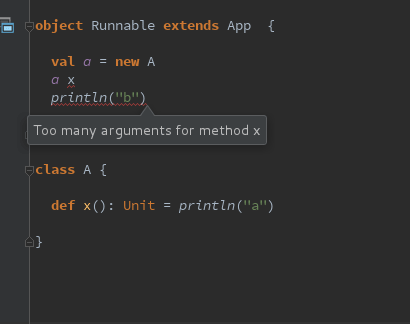 object Runnable extends App {
val a = new A
a x
println("b")
Too many arguments for method x
class A {
def x(): Unit = println("a")
}